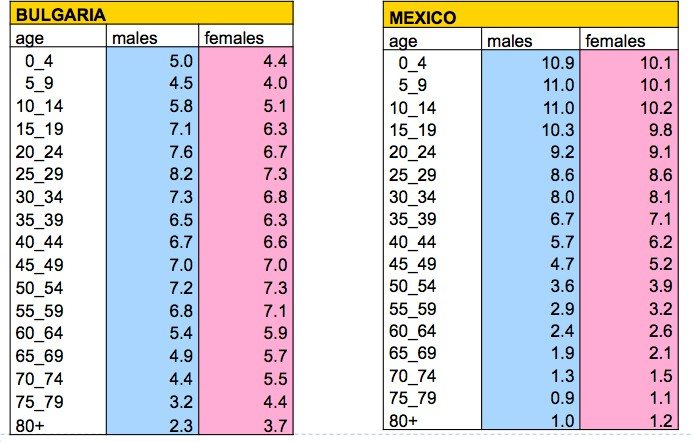 BULGARIA
age males females
0_4 5.0 4.4
5_9 4.5 4.0
10_14 5.8 5.1
15_19 7.1 6.3
20_24 7.6 6.7
25_29 8.2 7.3
30_34 7.3 6.8
35_39 6.5 6.3
40_44 6.7 6.6
45_49 7.0 7.0
50_54 7.2 7.3
55_59 6.8 7.1
60_64 5.4 5.9
65_69 4.9 5.7
70_74 4.4 5.5
75_79 3.2 4.4
80+ 2.3 3.7
MEXICO
age males females
0_4 10.9 10.1
5_9 11.0 10.1
10_14 11.0 10.2
15_19 10.3 9.8
20_24 9.2 9.1
25_29 8.6 8.6
30_34 8.0 8.1
35_39 6.7 7.1
40_44 5.7 6.2
45_49 4.7 5.2
50_54 3.6 3.9
55_59 2.9 3.2
60_64 2.4 2.6
65_69 1.9 2.1
70_74 1.3 1.5
75_79 0.9 1.1
80+ 1.0 1.2